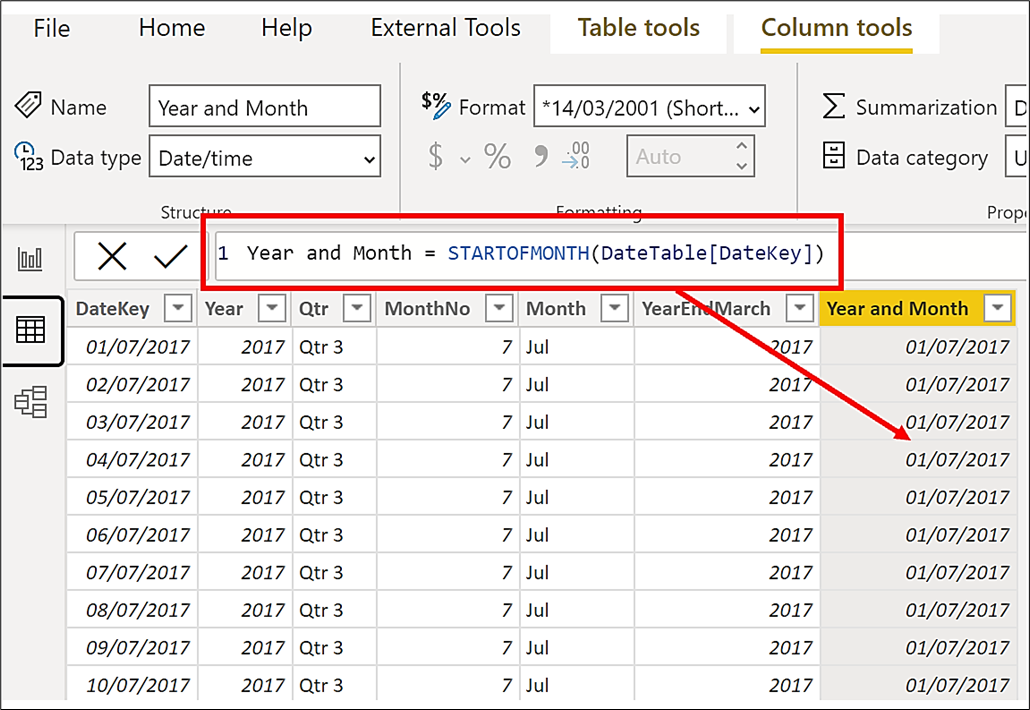 File Home Help External Tools Table tools Column tools
Name Year and Month $% Format *14/03/2001 (Short... Summarization D
123 Data type Date/time $ % , .00 →.0 Auto Data category U
Structure Formatting Prope
1 Year and Month = STARTOFMONTH(DateTable[DateKey])
DateKey Year Qtr MonthNo Month YearEndMarch Year and Month
01/07/2017 2017 Qtr 3 7 Jul 2017 01/07/2017
02/07/2017 2017 Qtr 3 7 Jul 2017 01/07/2017
03/07/2017 2017 Qtr 3 7 Jul 2017 01/07/2017
04/07/2017 2017 Qtr 3 7 Jul 2017 01/07/2017
05/07/2017 2017 Qtr 3 7 Jul 2017 01/07/2017
06/07/2017 2017 Qtr 3 7 Jul 2017 01/07/2017
07/07/2017 2017 Qtr 3 7 Jul 2017 01/07/2017
08/07/2017 2017 Qtr 3 7 Jul 2017 01/07/2017
09/07/2017 2017 Qtr 3 7 Jul 2017 01/07/2017
10/07/2017 2017 Qtr 3 7 Jul 2017 01/07/2017